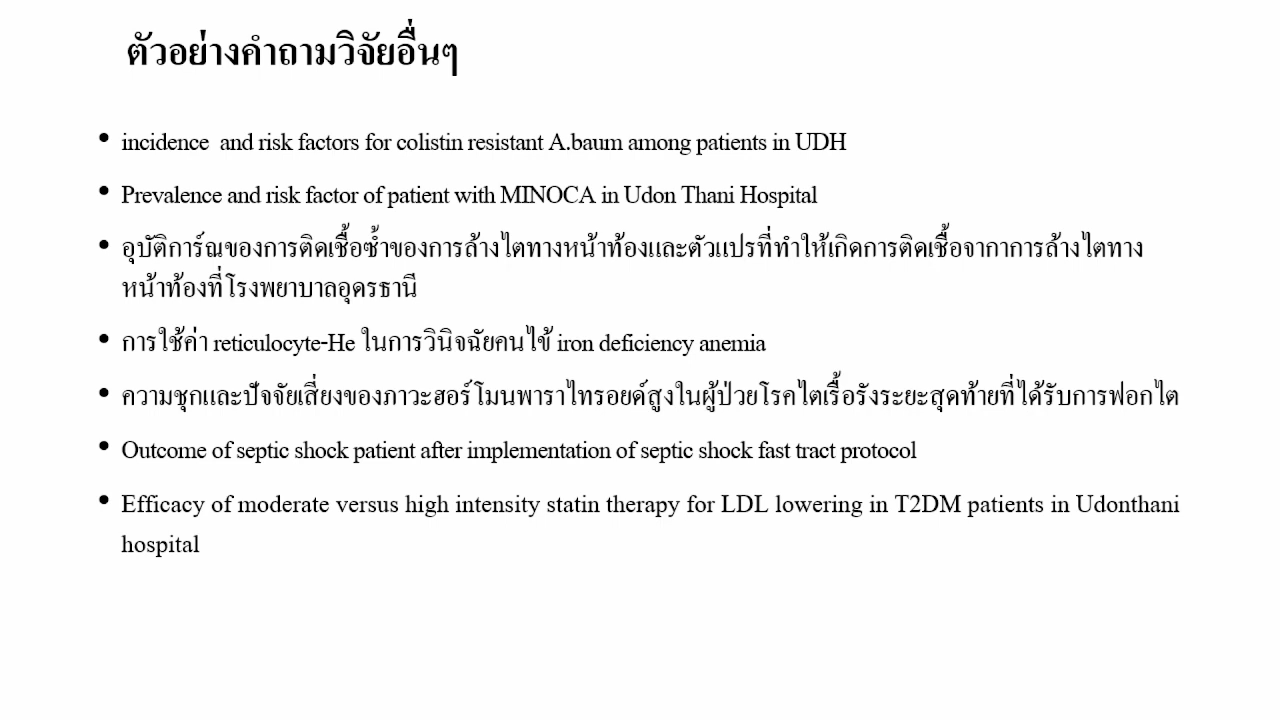 ตัวอย่างคำถามวิจัยอื่นๆ
• incidence and risk factors for colistin resistant A.baum among patients in UDH
• Prevalence and risk factor of patient with MINOCA in Udon Thani Hospital
• อุบัติการ์ณของการติดเชื้อซ้ำของการล้างไตทางหน้าท้องและตัวแปรที่ทำให้เกิดการติดเชื้อจากาการล้างไตทาง
หน้าท้องที่โรงพยาบาลอุดรธานี
• การใช้ค่า reticulocyte-He ในการวินิจฉัยคนไข้ iron deficiency anemia
• ความชุกและปัจจัยเสี่ยงของภาวะฮอร์โมนพาราไทรอยด์สูงในผู้ป่วยโรคไตเรื้อรังระยะสุดท้ายที่ได้รับการฟอกไต
• Outcome of septic shock patient after implementation of septic shock fast tract protocol
• Efficacy of moderate versus high intensity statin therapy for LDL lowering in T2DM patients in Udonthani
hospital